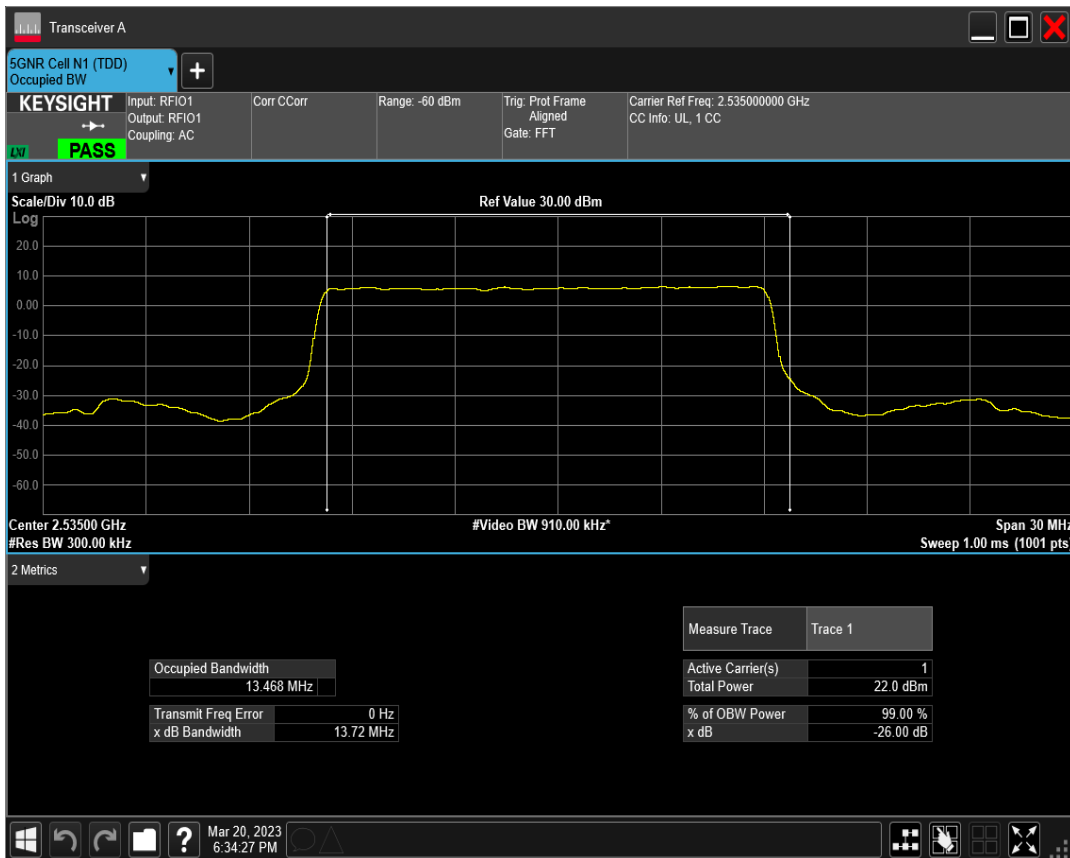 Transceiver A
5GNR Cell N1 (TDD)
Occupied BW
KEYSIGHT
LXI
PASS
Input: RFIO1
Output: RFIO1
Coupling: AC
Corr CCorr
Range: -60 dBm
Trig: Prot Frame
Aligned
Gate: FFT
Carrier Ref Freq: 2.535000000 GHz
CC Info: UL, 1 CC
1 Graph
Scale/Div 10.0 dB
Ref Value 30.00 dBm
Log
20.0
10.0
0.00
-10.0
-20.0
-30.0
-40.0
-50.0
-60.0
Center 2.53500 GHz
#Video BW 910.00 kHz*
Span 30 MHz
#Res BW 300.00 kHz
Sweep 1.00 ms (1001 pts)
2 Metrics
Measure Trace
Trace 1
Occupied Bandwidth
13.468 MHz
Active Carrier(s)
1
Total Power
22.0 dBm
Transmit Freq Error
0 Hz
x dB Bandwidth
13.72 MHz
% of OBW Power
99.00 %
x dB
-26.00 dB
?
Mar 20, 2023
6:34:27 PM